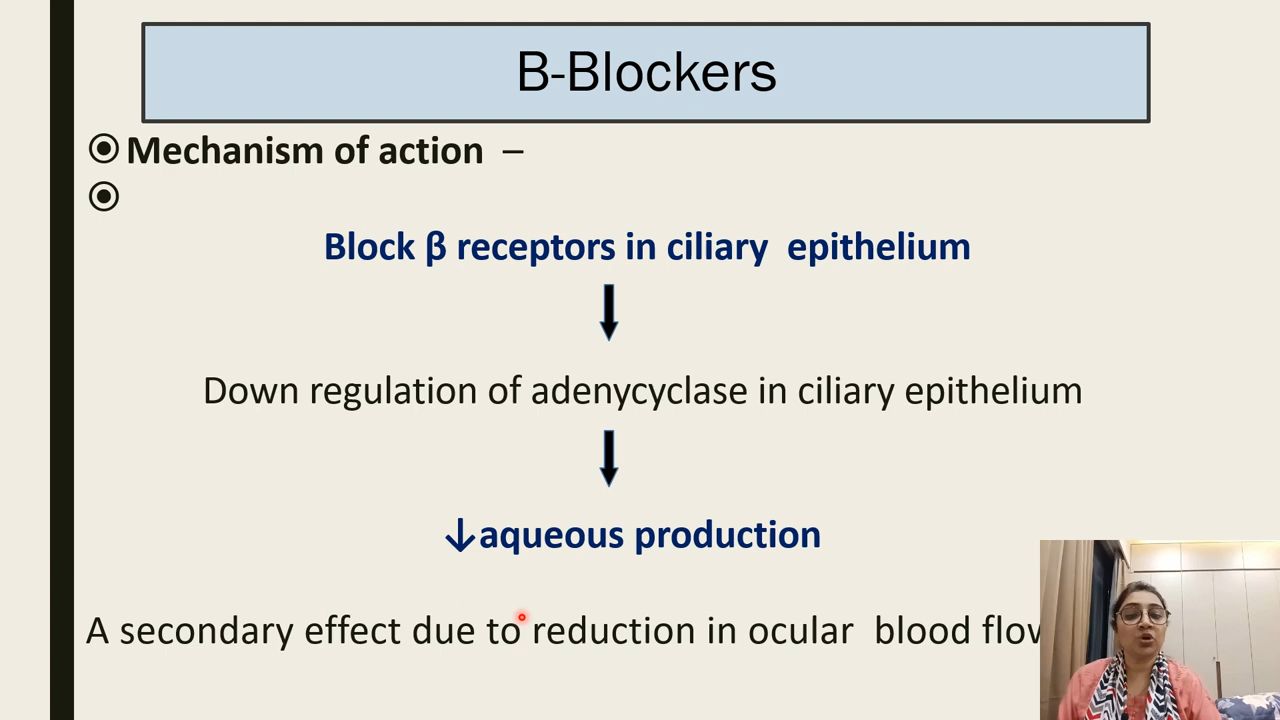 B-Blockers
Mechanism of action –
Block β receptors in ciliary epithelium
Down regulation of adenycyclase in ciliary epithelium
↓aqueous production
A secondary effect due to reduction in ocular blood